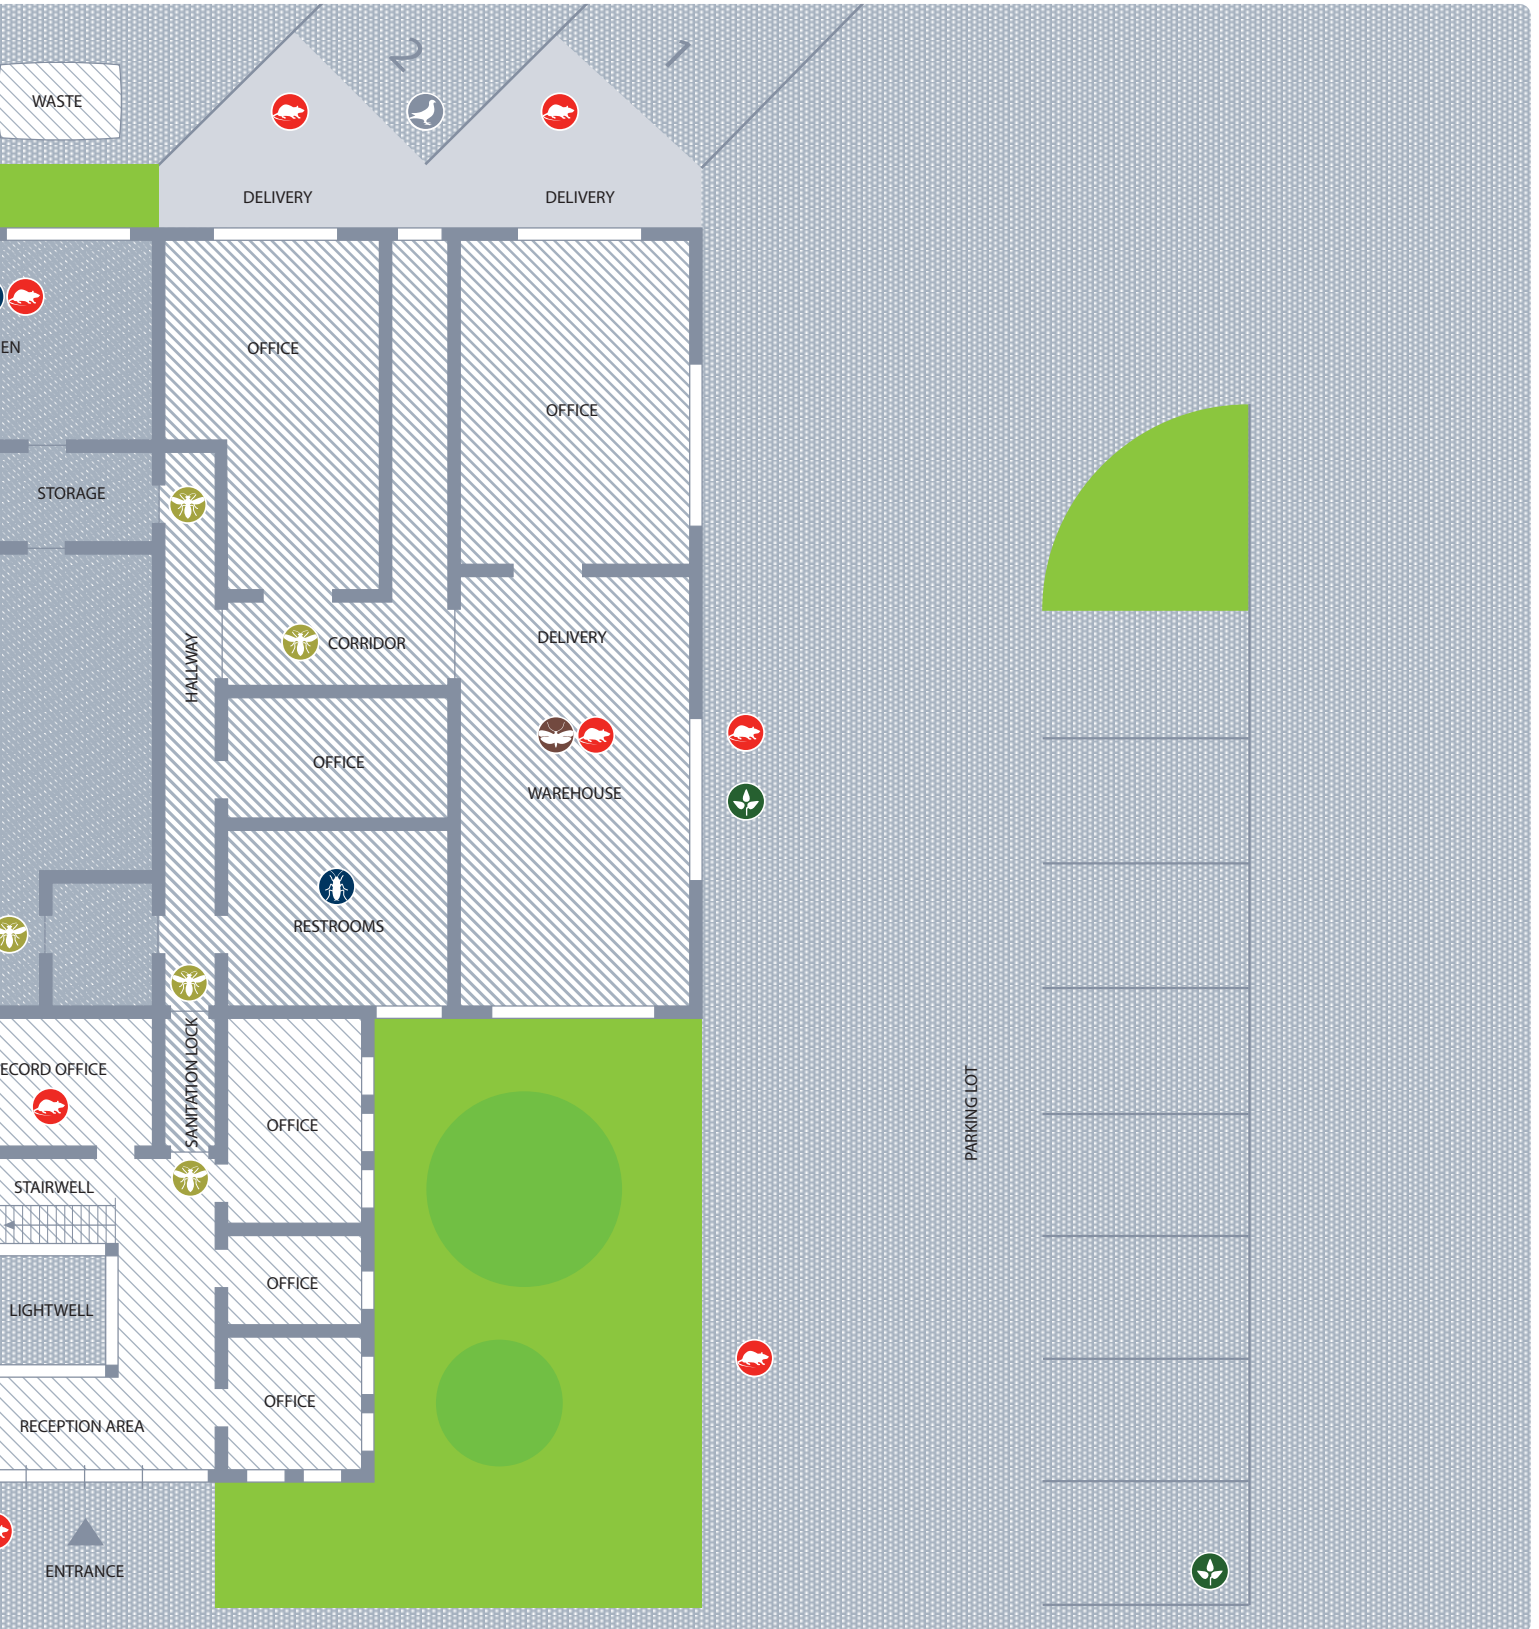 2
1
WASTE
DELIVERY
DELIVERY
EN
OFFICE
OFFICE
STORAGE
HALLWAY
CORRIDOR
DELIVERY
OFFICE
WAREHOUSE
RESTROOMS
ECORD OFFICE
SANITATION LOCK
OFFICE
PARKING LOT
STAIRWELL
OFFICE
LIGHTWELL
OFFICE
RECEPTION AREA
ENTRANCE